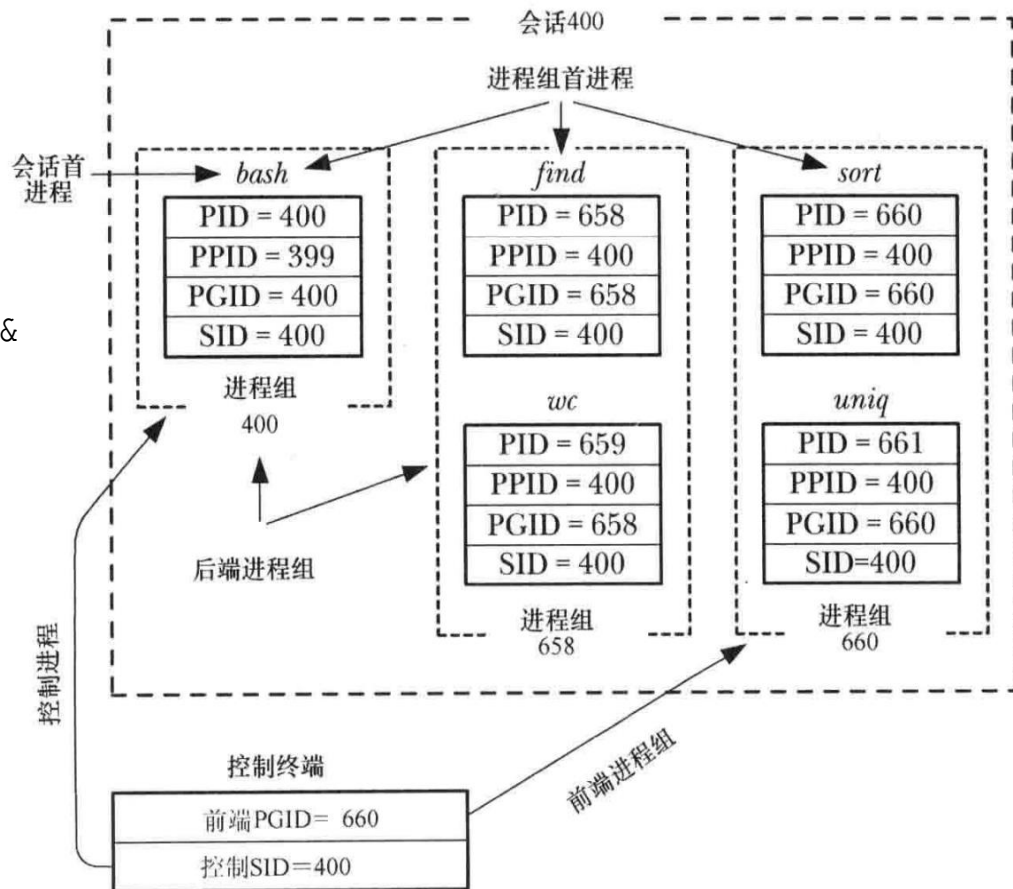 会话400
进程组首进程
会话首
进程
bash
PID = 400
PPID = 399
PGID = 400
SID = 400
进程组
400
find
PID = 658
PPID = 400
PGID = 658
SID = 400
wc
PID = 659
PPID = 400
PGID = 658
SID = 400
进程组
658
sort
PID = 660
PPID = 400
PGID = 660
SID = 400
uniq
PID = 661
PPID = 400
PGID = 660
SID=400
进程组
660
&
后端进程组
控制进程
前端进程组
控制终端
前端PGID= 660
控制SID=400